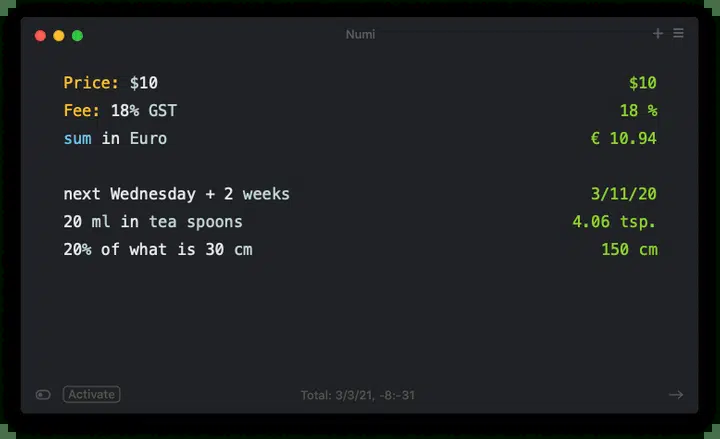 Numi
Price: $10 $10
Fee: 18% GST 18 %
sum in Euro € 10.94
next Wednesday + 2 weeks 3/11/20
20 ml in tea spoons 4.06 tsp.
20% of what is 30 cm 150 cm
Activate Total: 3/3/21, -8:-31